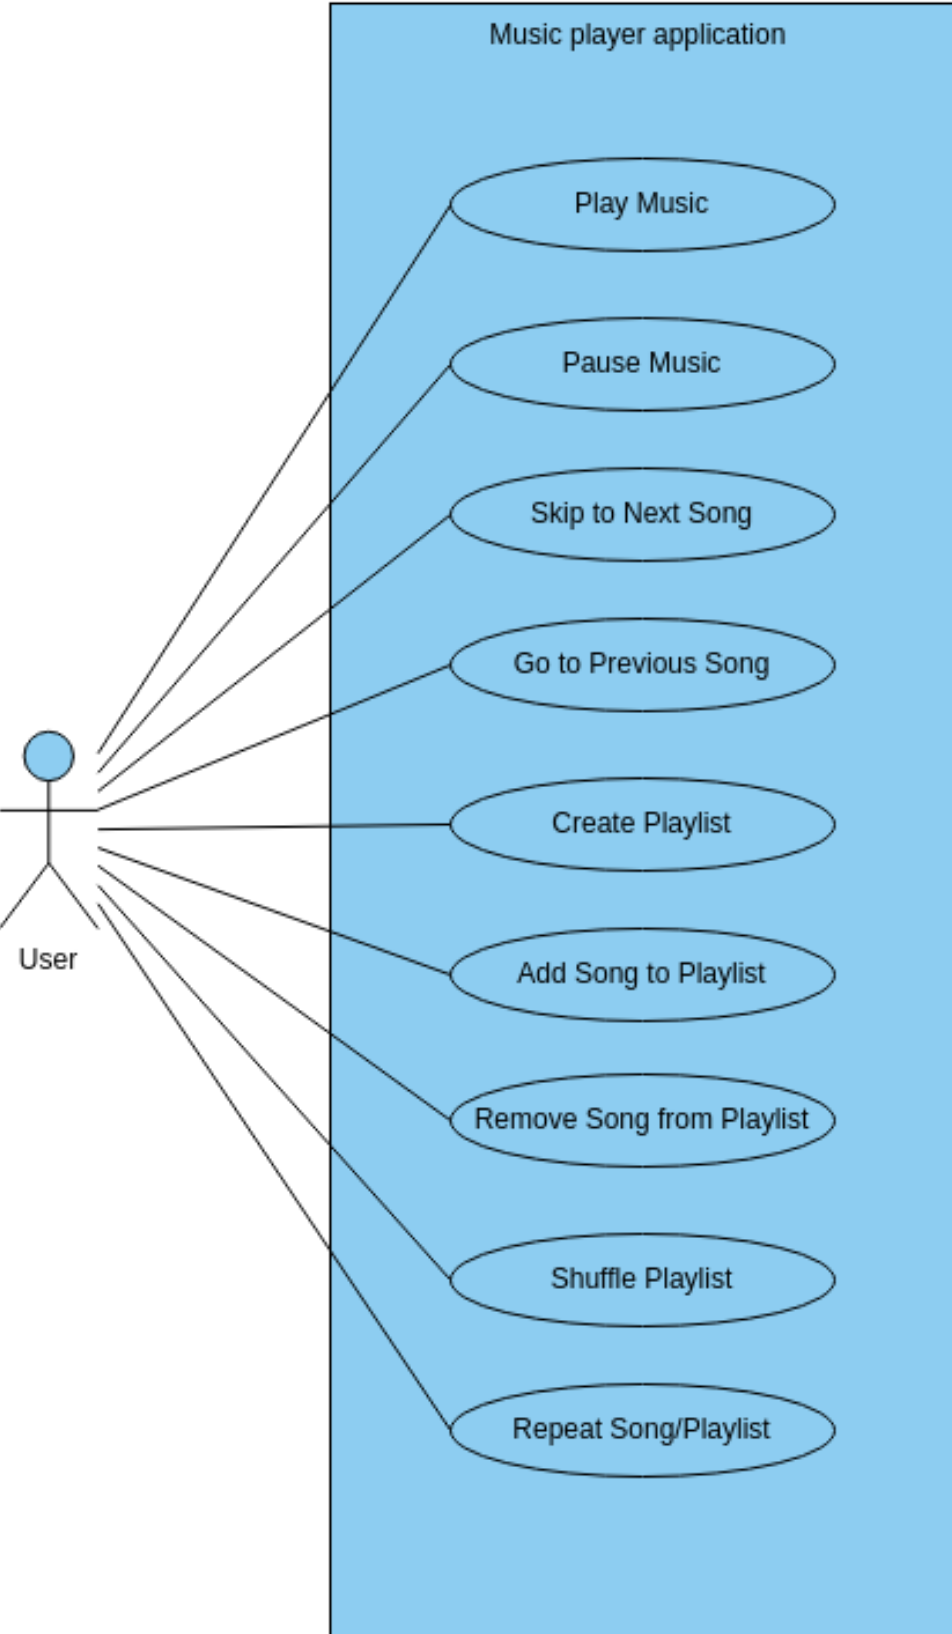 Music player application
Play Music
Pause Music
Skip to Next Song
Go to Previous Song
Create Playlist
User
Add Song to Playlist
Remove Song from Playlist
Shuffle Playlist
Repeat Song/Playlist